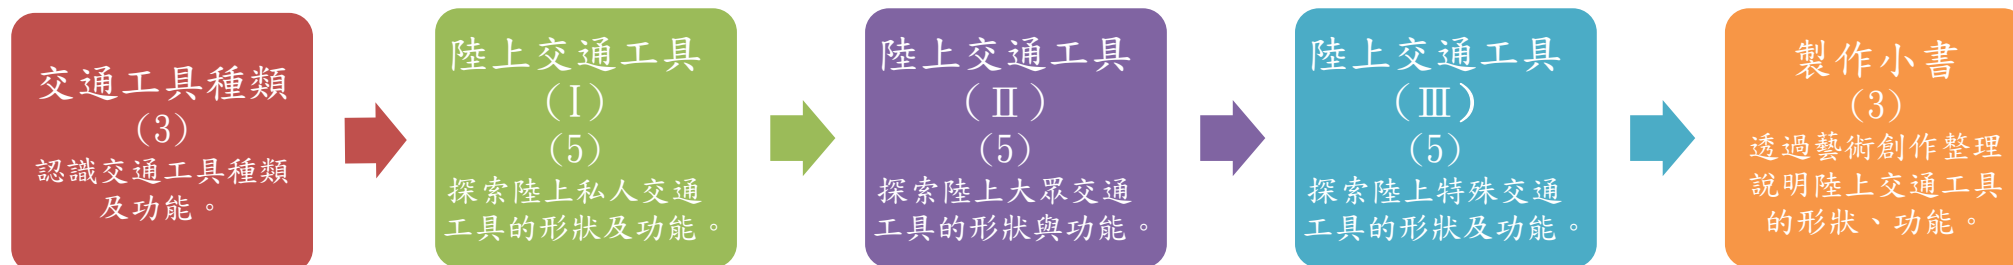 交通工具種類
(3)
認識交通工具種類
及功能。
陸上交通工具
(Ⅰ)
(5)
探索陸上私人交通
工具的形狀及功能。
陸上交通工具
(Ⅱ)
(5)
探索陸上大眾交通
工具的形狀與功能。
陸上交通工具
(Ⅲ)
(5)
探索陸上特殊交通
工具的形狀及功能。
製作小書
(3)
透過藝術創作整理
說明陸上交通工具
的形狀、功能。